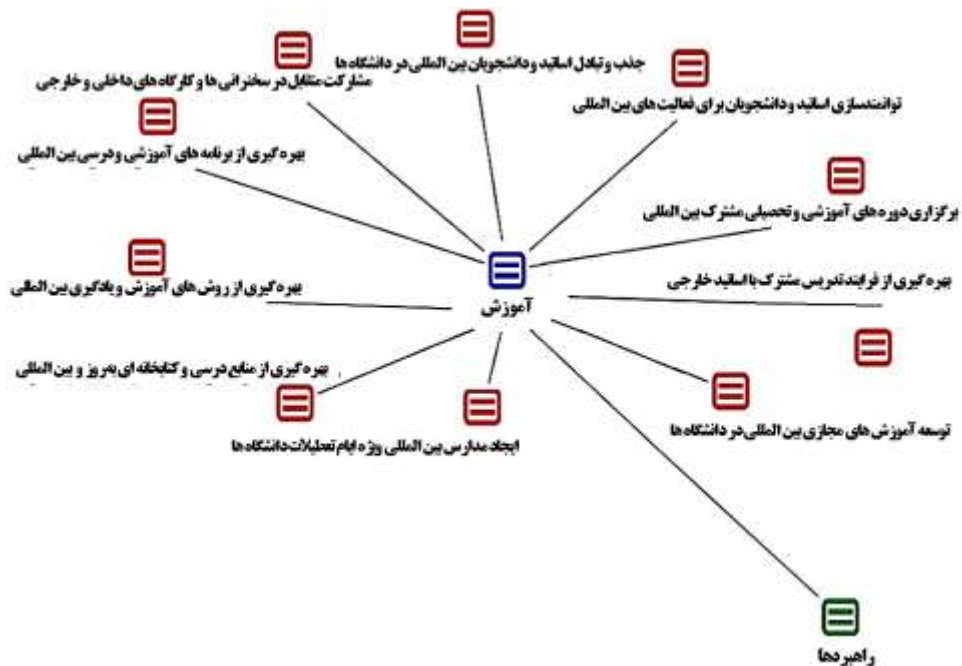 جذب و تبادل اساتید و دانشجویان بین المللی در دانشگاه ها
مشارکت متقابل در سخنرانی ها و کارگاه های داخلی و خارجی
توانمندسازی اساتید و دانشجویان برای فعالیت های بین المللی
بهره گیری از برنامه های آموزشی و درسی بین المللی
برگزاری دوره های آموزشی و تحصیلی مشترک بین المللی
بهره گیری از فرایند تدریس مشترک با اساتید خارجی
بهره گیری از روش های آموزش و یادگیری بین المللی
آموزش
بهره گیری از منابع درسی و کتابخانه ای به روز و بین المللی
توسعه آموزش های مجازی بین المللی در دانشگاه ها
ایجاد مدارس بین المللی ویژه ایام تعطیلات دانشگاه ها
راهبردها